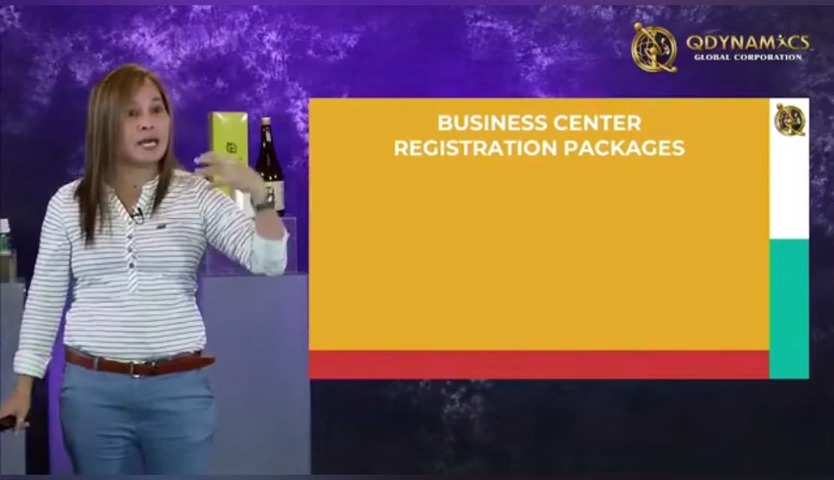 QDYNAMICS
GLOBAL CORPORATION
BUSINESS CENTER
REGISTRATION PACKAGES